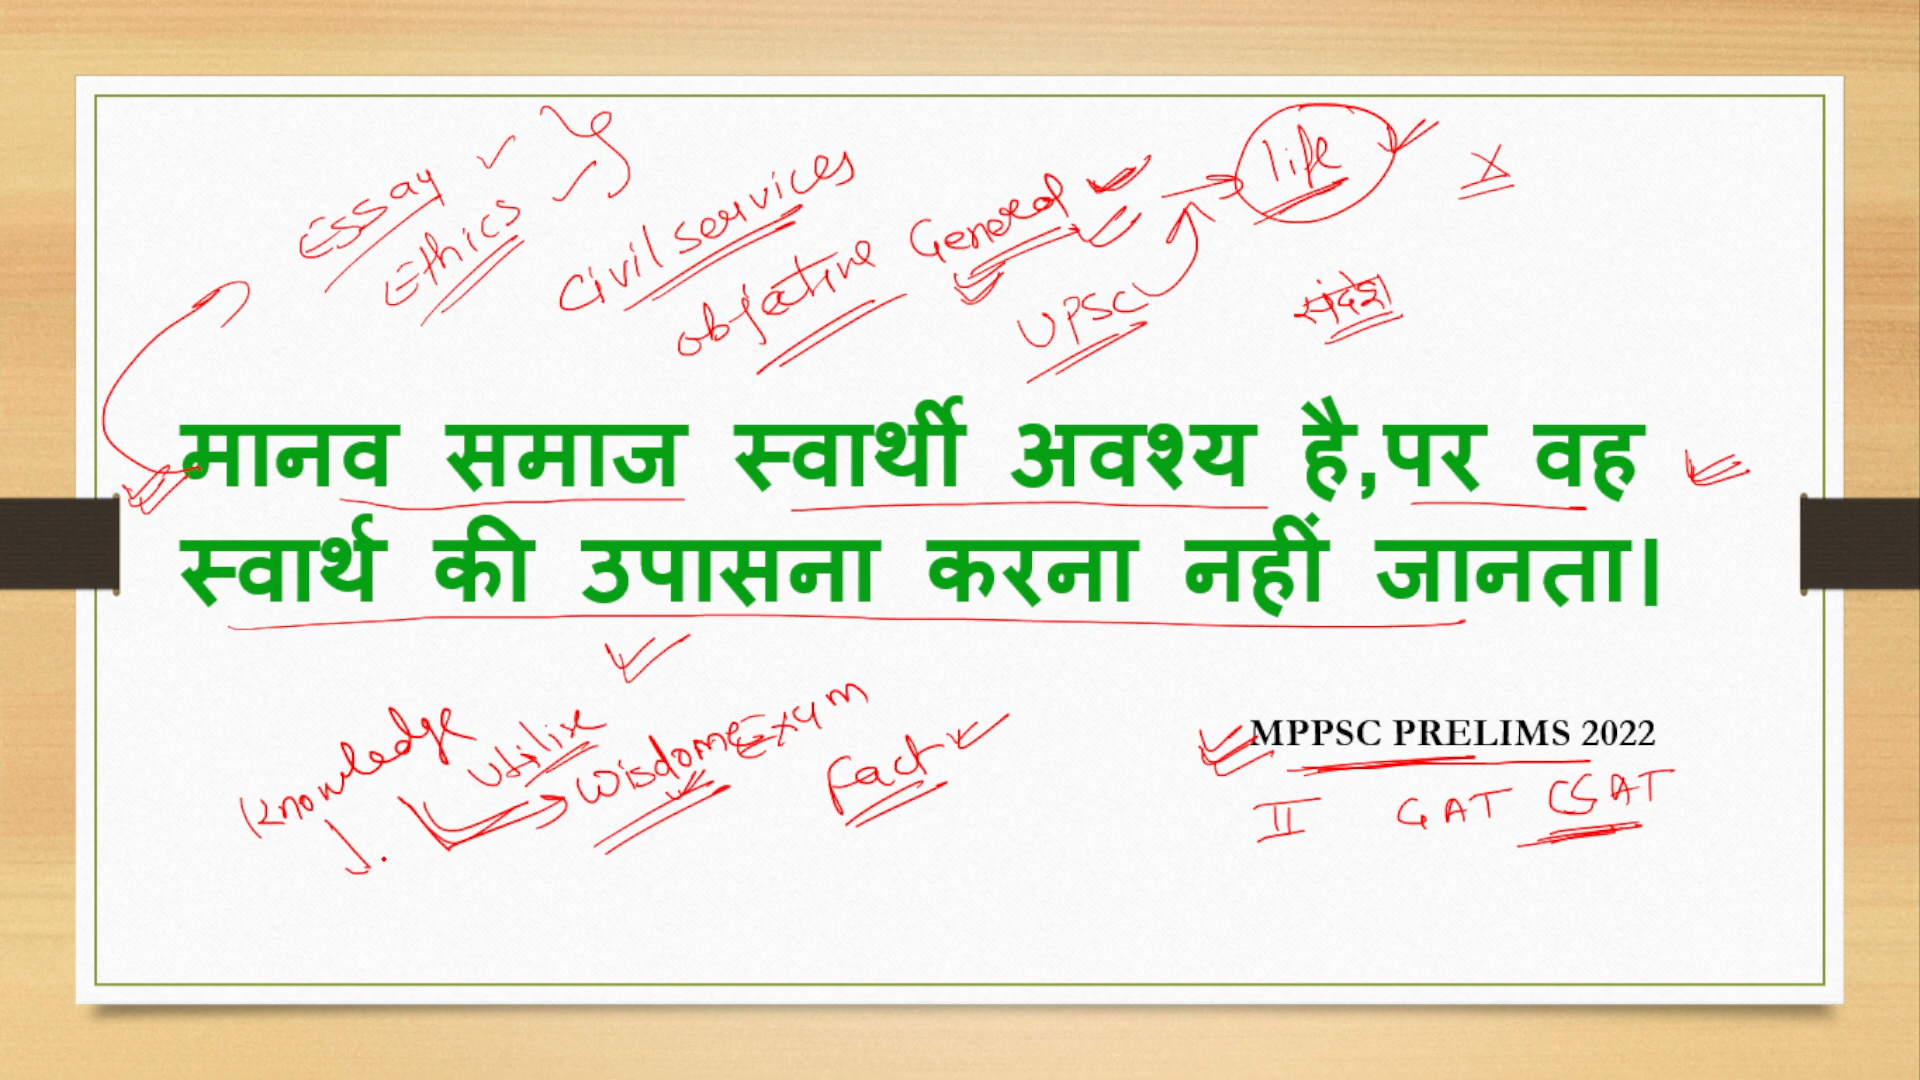 Essay
Ethics
Civil services
objective General
UPSC
life
X
संदेश
मानव समाज स्वार्थी अवश्य है,पर वह
स्वार्थ की उपासना करना नहीं जानता।
Knowledge
Utilize
Wisdome Exam
Fact
MPPSC PRELIMS 2022
II GAT CSAT